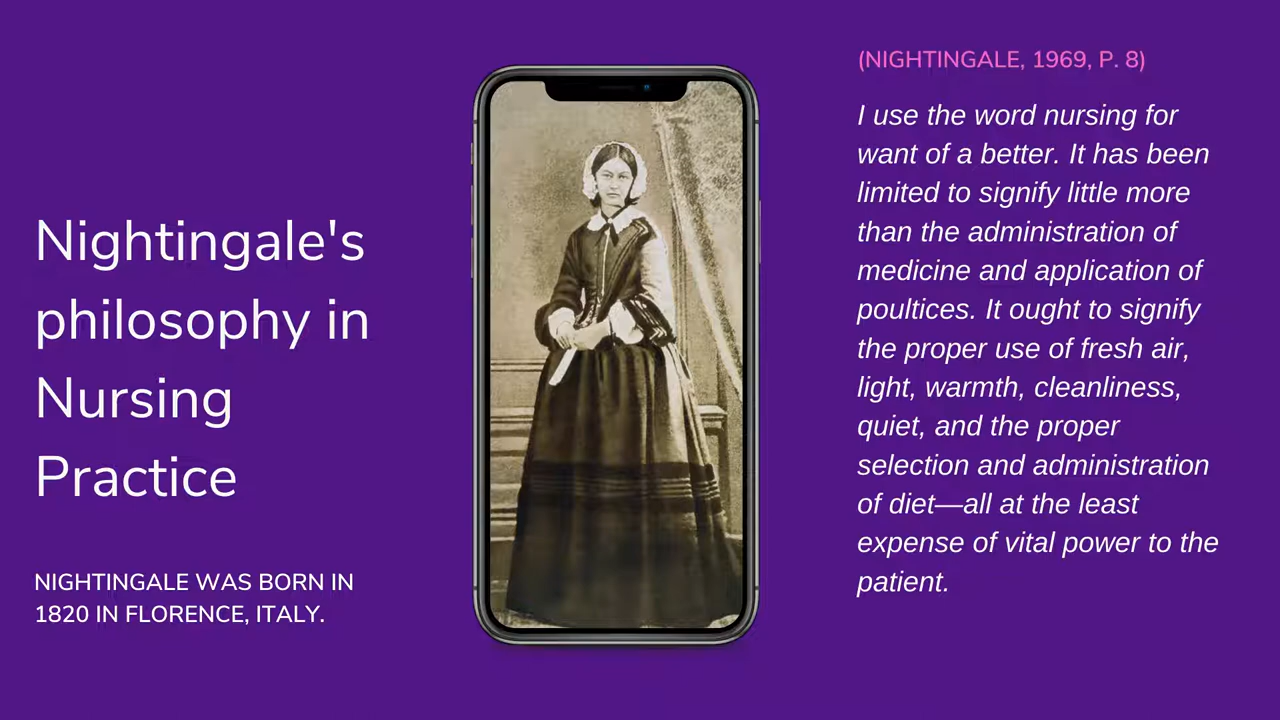 Nightingale's
philosophy in
Nursing
Practice
NIGHTINGALE WAS BORN IN
1820 IN FLORENCE, ITALY.
(NIGHTINGALE, 1969, P. 8)
I use the word nursing for
want of a better. It has been
limited to signify little more
than the administration of
medicine and application of
poultices. It ought to signify
the proper use of fresh air,
light, warmth, cleanliness,
quiet, and the proper
selection and administration
of diet—all at the least
expense of vital power to the
patient.